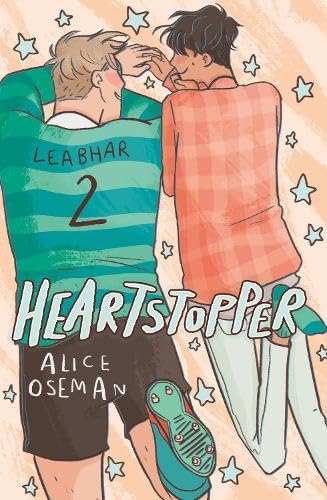 LEABHAR
2
HEARTSTOPPER
ALICE
OSEMAN